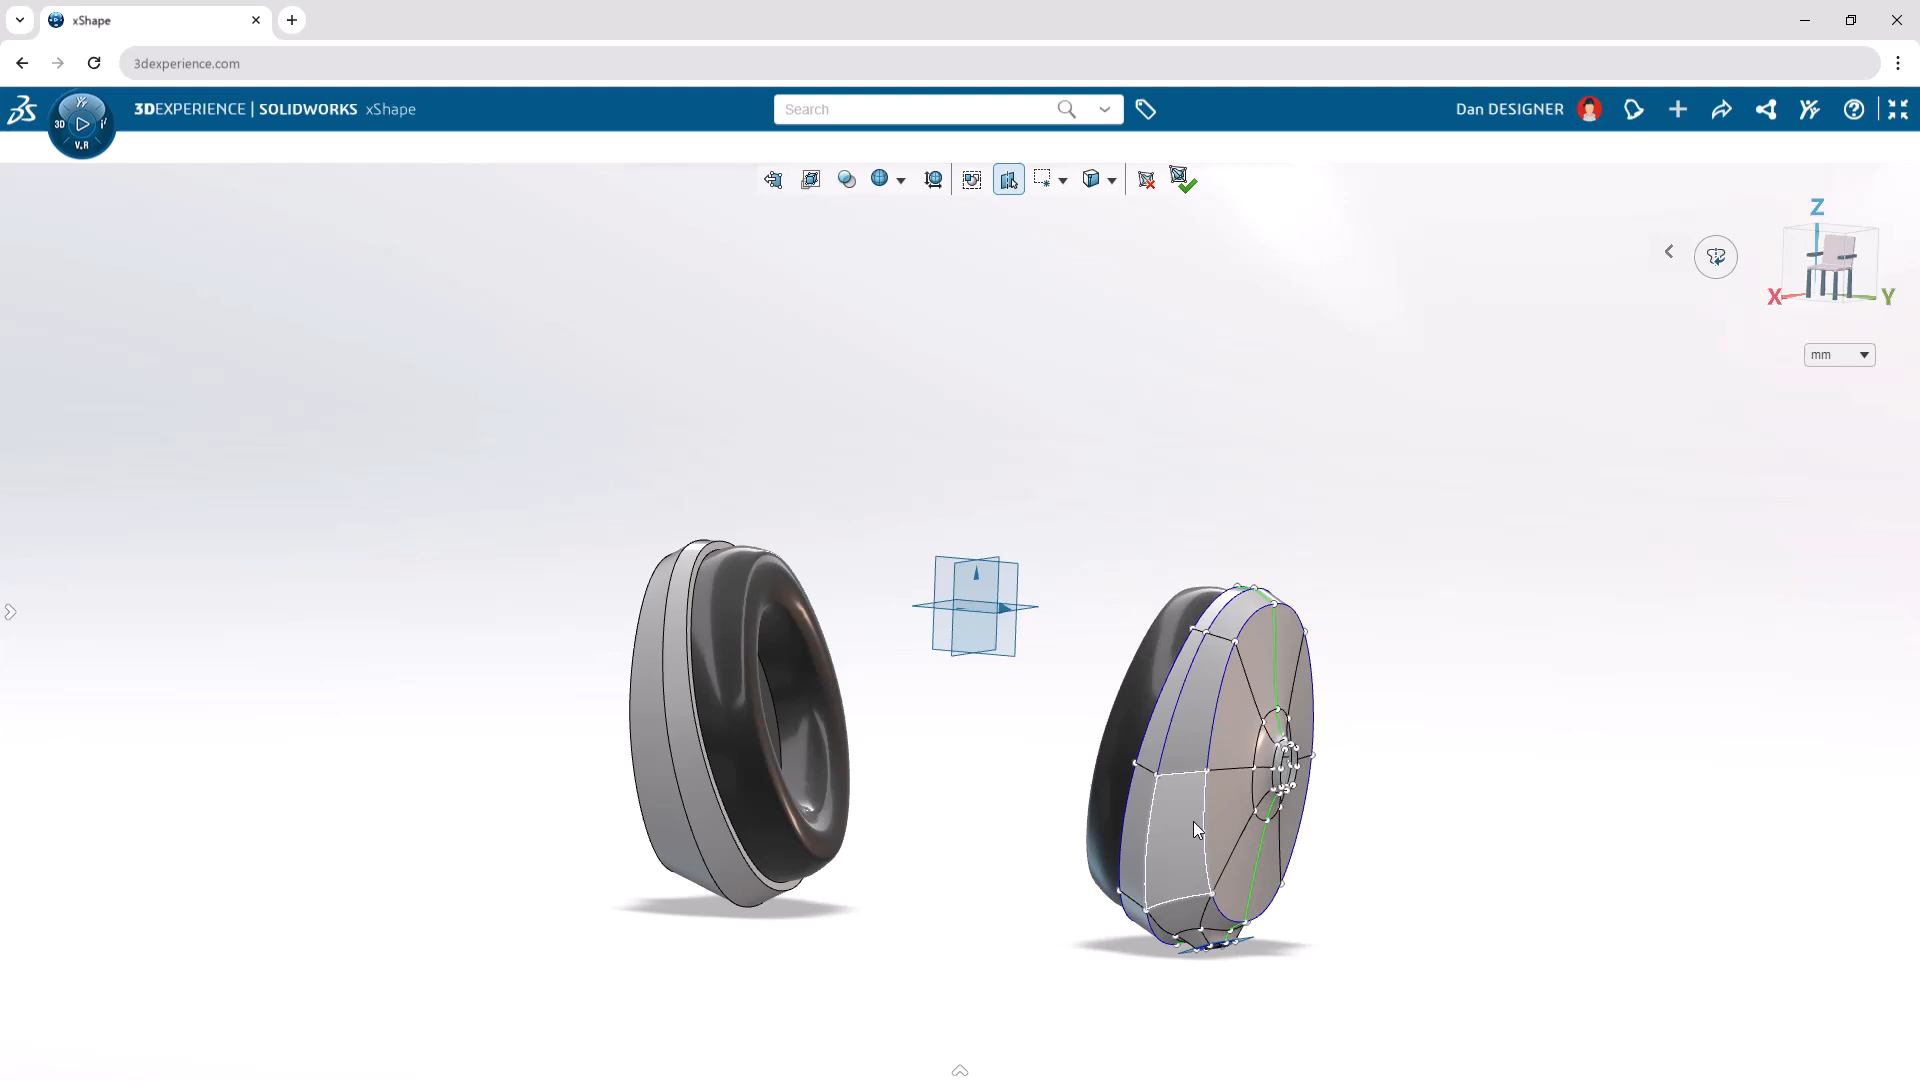 xShape
3dexperience.com
3DEXPERIENCE | SOLIDWORKS xShape
Search
Dan DESIGNER
3D
V.R
Z
X
Y
mm